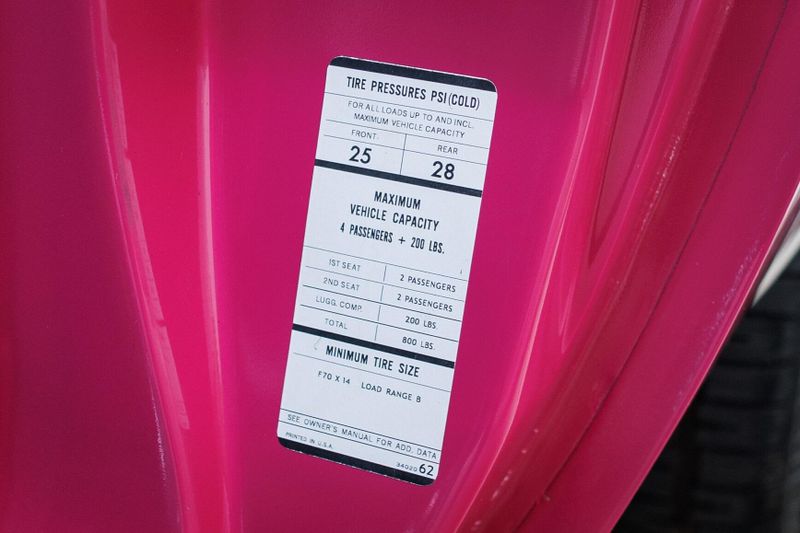 TIRE PRESSURES PSI (COLD)
FOR ALL LOADS UP TO AND INCL.
MAXIMUM VEHICLE CAPACITY
FRONT REAR
25 28
MAXIMUM
VEHICLE CAPACITY
4 PASSENGERS + 200 LBS.
1ST SEAT 2 PASSENGERS
2ND SEAT 2 PASSENGERS
LUGG. COMP. 200 LBS.
TOTAL 800 LBS.
MINIMUM TIRE SIZE
F70 X 14 LOAD RANGE B
SEE OWNER'S MANUAL FOR ADD. DATA
PRINTED IN U.S.A. 3402062